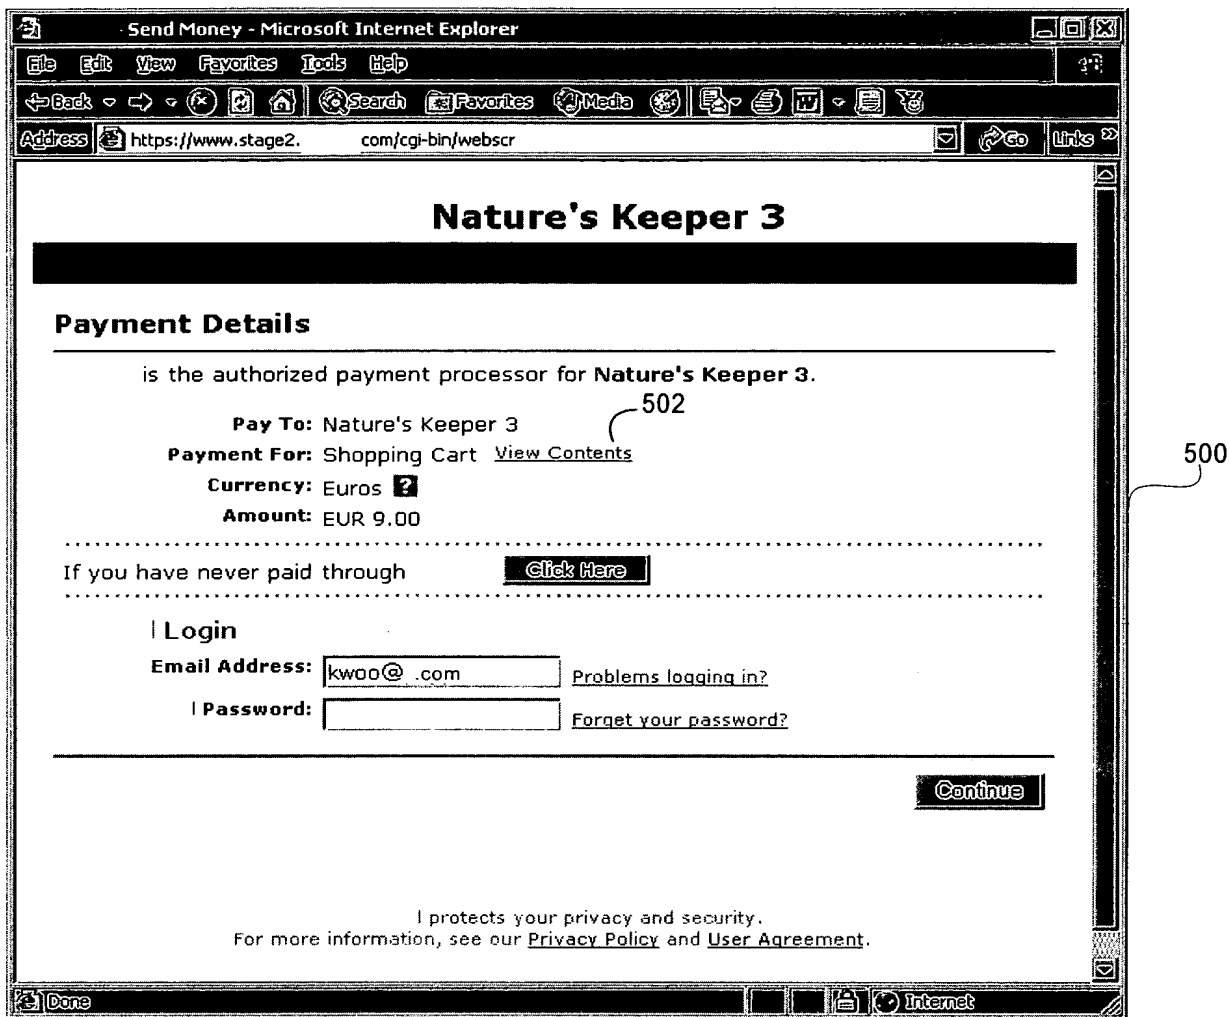 Send Money - Microsoft Internet Explorer
File Edit View Favorites Tools Help
Back Search Favorites Media
Address https://www.stage2. com/cgi-bin/webscr Go Links
Nature's Keeper 3
Payment Details
is the authorized payment processor for Nature's Keeper 3.
502
Pay To: Nature's Keeper 3
Payment For: Shopping Cart View Contents
500
Currency: Euros ?
Amount: EUR 9.00
If you have never paid through Click Here
Login
Email Address: kwoo@ .com Problems logging in?
Password: Forget your password?
Continue
l protects your privacy and security.
For more information, see our Privacy Policy and User Agreement.
Done Internet